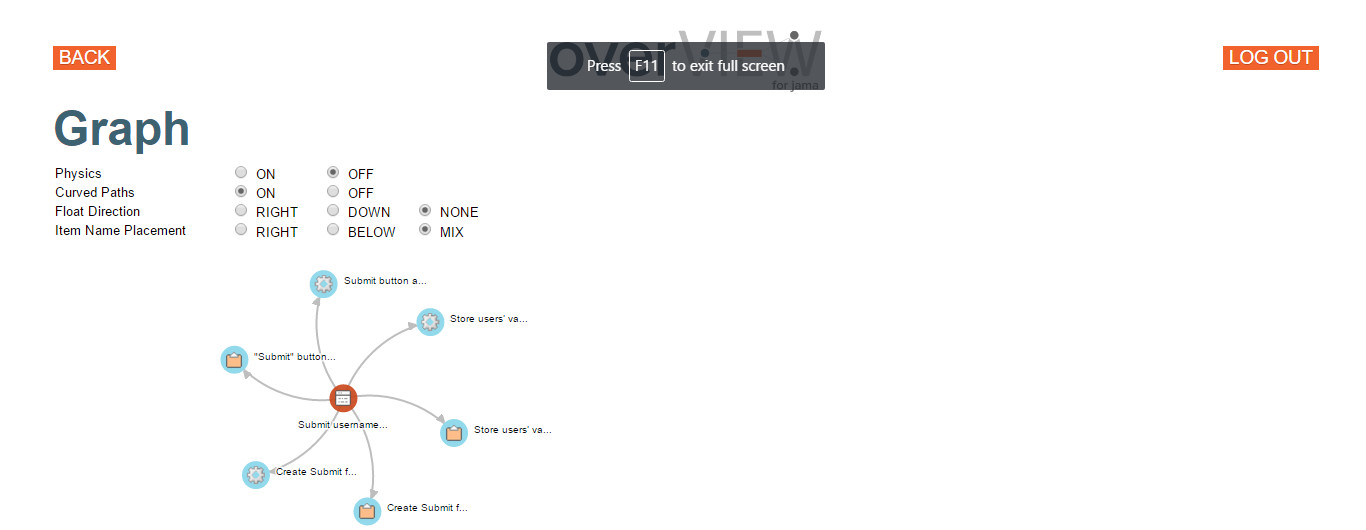 BACK
overVIEW
for jama
Press F11 to exit full screen
LOG OUT
Graph
Physics ON OFF
Curved Paths ON OFF
Float Direction RIGHT DOWN NONE
Item Name Placement RIGHT BELOW MIX
Submit button a...
Store users' va...
"Submit" button...
Submit username...
Store users' va...
Create Submit f...
Create Submit f...